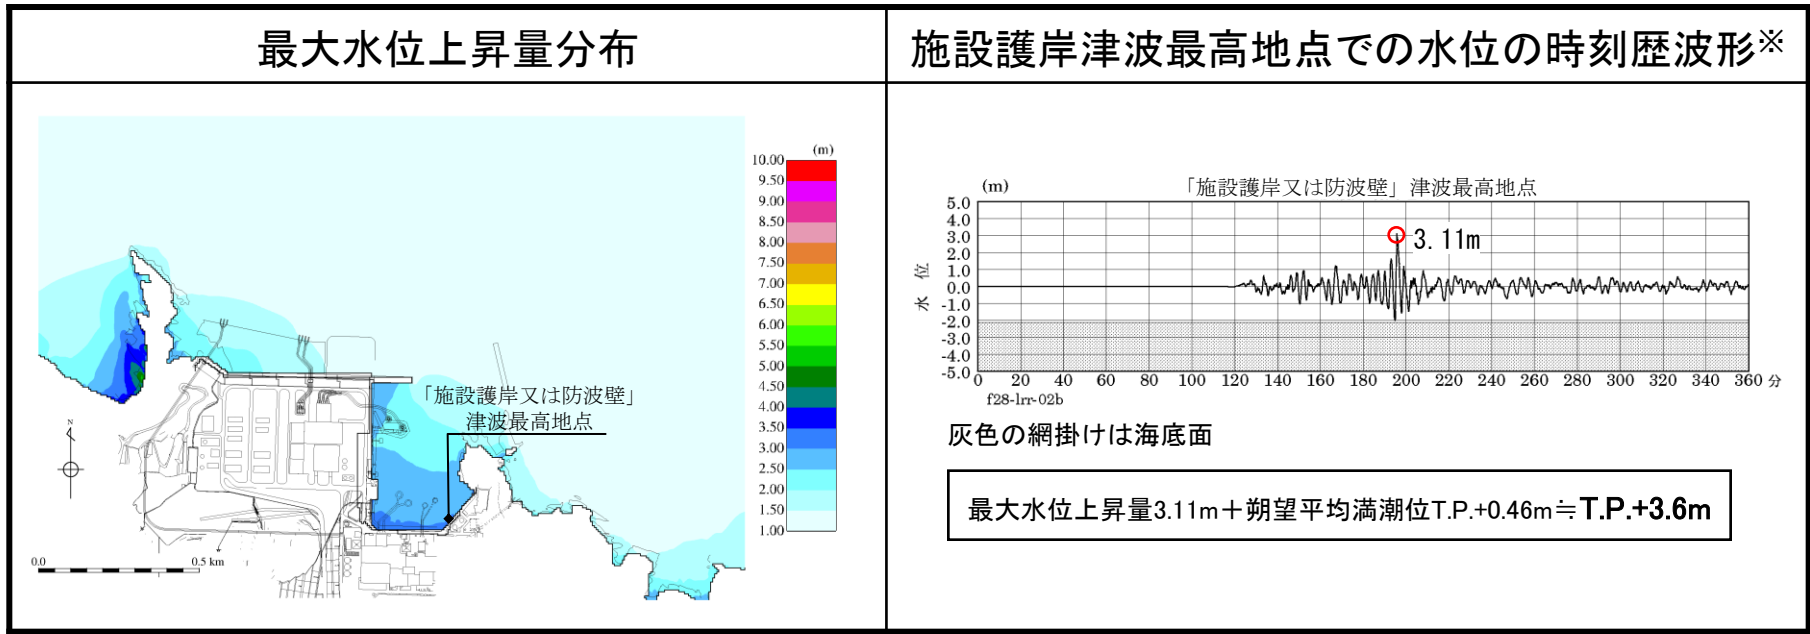 最大水位上昇量分布
施設護岸津波最高地点での水位の時刻歴波形※
(m)
10.00
9.50
9.00
8.50
8.00
7.50
7.00
6.50
6.00
5.50
5.00
4.50
4.00
3.50
3.00
2.50
2.00
1.50
1.00
「施設護岸又は防波壁」
津波最高地点
N
0.0 0.5 km
(m) 「施設護岸又は防波壁」津波最高地点
5.0
4.0
3.0
2.0
1.0
0.0
-1.0
-2.0
-3.0
-4.0
-5.0
水位
3.11m
0 20 40 60 80 100 120 140 160 180 200 220 240 260 280 300 320 340 360 分
f28-lrr-02b
灰色の網掛けは海底面
最大水位上昇量3.11m＋朔望平均満潮位T.P.+0.46m≒T.P.+3.6m